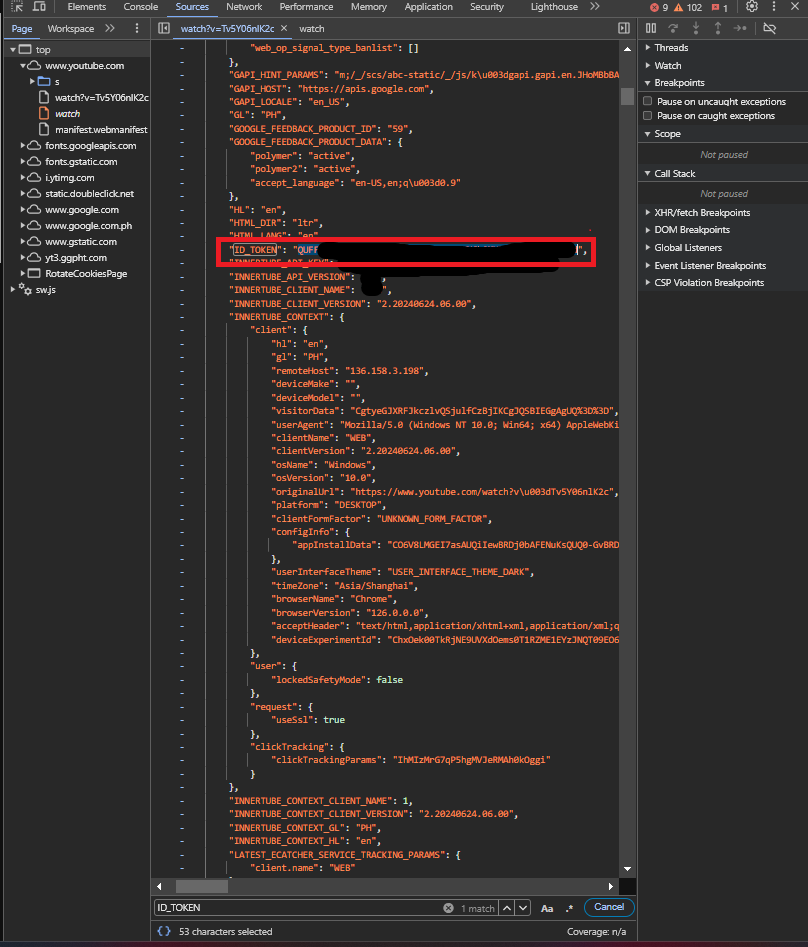 Elements Console Sources Network Performance Memory Application Security Lighthouse >> 9 102 1
Page Workspace >> watch?v=Tv5Y06nlK2c × watch
top
www.youtube.com
s
watch?v=Tv5Y06nlK2c
watch
manifest.webmanifest
fonts.googleapis.com
fonts.gstatic.com
i.ytimg.com
static.doubleclick.net
www.google.com
www.google.com.ph
www.gstatic.com
yt3.ggpht.com
RotateCookiesPage
sw.js
"web_op_signal_type_banlist": []
},
"GAPI_HINT_PARAMS": "m;/_/scs/abc-static/_/js/k\u003dgapi.gapi.en.JHoMBbBA
"GAPI_HOST": "https://apis.google.com",
"GAPI_LOCALE": "en_US",
"GL": "PH",
"GOOGLE_FEEDBACK_PRODUCT_ID": "59",
"GOOGLE_FEEDBACK_PRODUCT_DATA": {
"polymer": "active",
"polymer2": "active",
"accept_language": "en-US,en;q\u003d0.9"
},
"HL": "en",
"HTML_DIR": "ltr",
"HTML_LANG": "en",
"ID_TOKEN": "QUFF ",
"INNERTUBE_API_KEY":
"INNERTUBE_API_VERSION": ,
"INNERTUBE_CLIENT_NAME": ",
"INNERTUBE_CLIENT_VERSION": "2.20240624.06.00",
"INNERTUBE_CONTEXT": {
"client": {
"hl": "en",
"gl": "PH",
"remoteHost": "136.158.3.198",
"deviceMake": "",
"deviceModel": "",
"visitorData": "CgtyeGJXRFJkczlvQSjulfCzBjIKCgJQSBIEGgAgUQ%3D%3D",
"userAgent": "Mozilla/5.0 (Windows NT 10.0; Win64; x64) AppleWebKi
"clientName": "WEB",
"clientVersion": "2.20240624.06.00",
"osName": "Windows",
"osVersion": "10.0",
"originalUrl": "https://www.youtube.com/watch?v\u003dTv5Y06nlK2c",
"platform": "DESKTOP",
"clientFormFactor": "UNKNOWN_FORM_FACTOR",
"configInfo": {
"appInstallData": "CO6V8LMGEI7asAUQiIewBRDj0bAFENuKsQUQ0-GvBRD
},
"userInterfaceTheme": "USER_INTERFACE_THEME_DARK",
"timeZone": "Asia/Shanghai",
"browserName": "Chrome",
"browserVersion": "126.0.0.0",
"acceptHeader": "text/html,application/xhtml+xml,application/xml;q
"deviceExperimentId": "ChxOek00TkRjNE9UVXdOems0T1RZME1EYzJNQT09EO6
},
"user": {
"lockedSafetyMode": false
},
"request": {
"useSsl": true
},
"clickTracking": {
"clickTrackingParams": "IhMIzMrG7qP5hgMVJeRMAh0kOggi"
}
},
"INNERTUBE_CONTEXT_CLIENT_NAME": 1,
"INNERTUBE_CONTEXT_CLIENT_VERSION": "2.20240624.06.00",
"INNERTUBE_CONTEXT_GL": "PH",
"INNERTUBE_CONTEXT_HL": "en",
"LATEST_ECATCHER_SERVICE_TRACKING_PARAMS": {
"client.name": "WEB"
Threads
Watch
Breakpoints
Pause on uncaught exceptions
Pause on caught exceptions
Scope
Not paused
Call Stack
Not paused
XHR/fetch Breakpoints
DOM Breakpoints
Global Listeners
Event Listener Breakpoints
CSP Violation Breakpoints
ID_TOKEN 1 match Aa .* Cancel
{} 53 characters selected Coverage: n/a